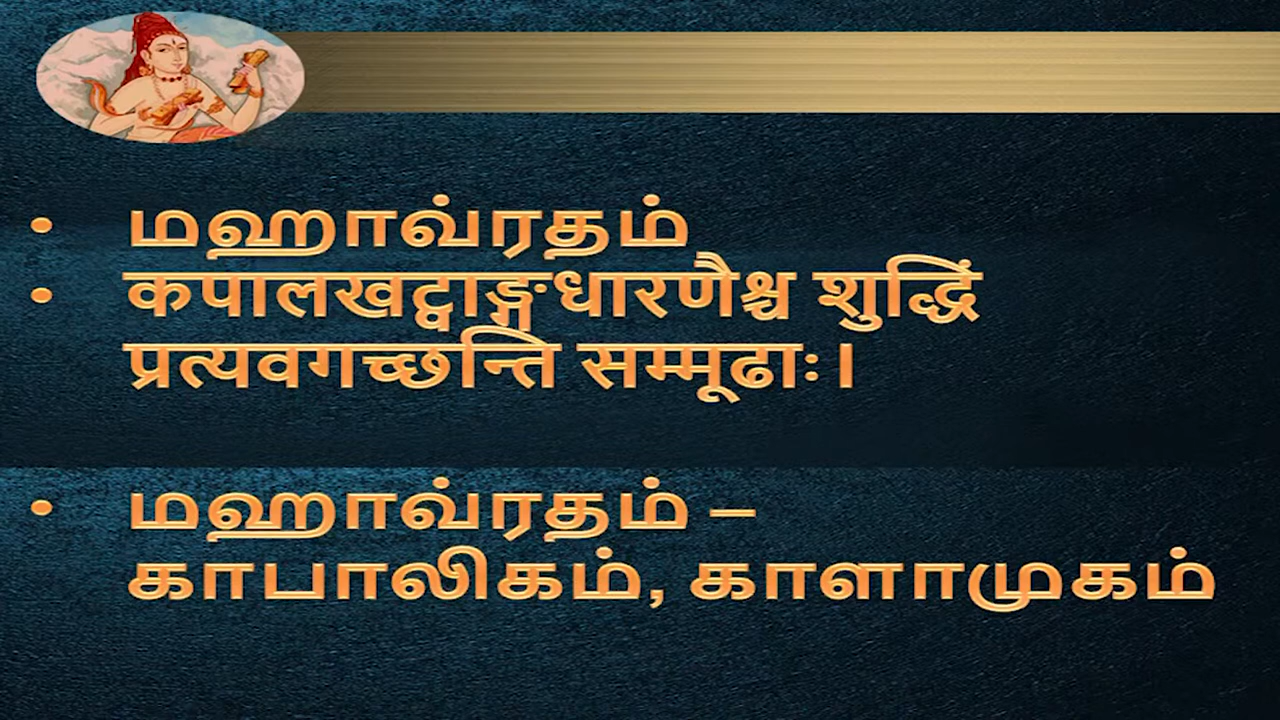 • மஹாவ்ரதம்
• कपालखट्वाङ्गधारणैश्च शुद्धिं
प्रत्यवगच्छन्ति सम्मूढाः।
• மஹாவ்ரதம் –
காபாலிகம், காளாமுகம்